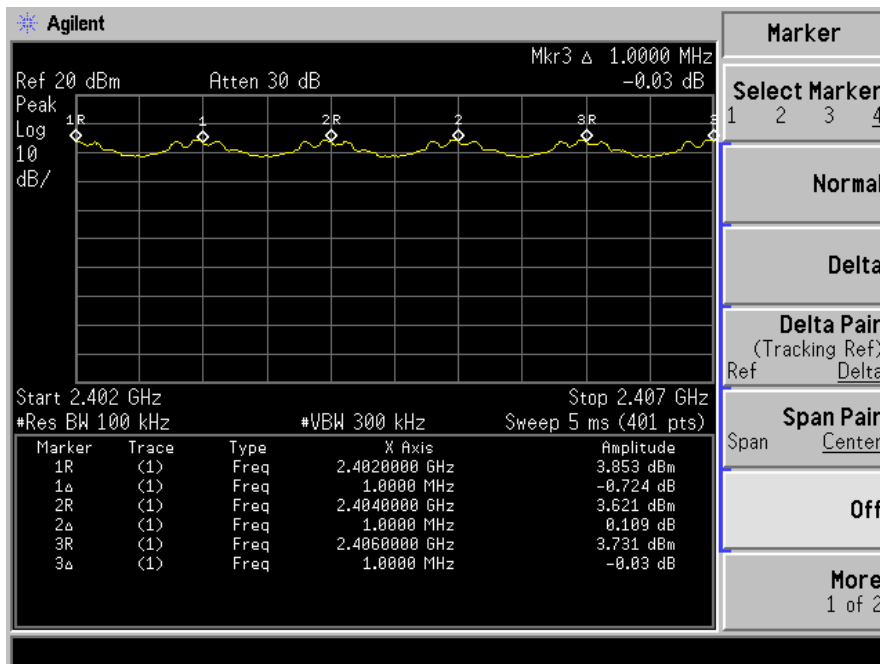 Agilent
Marker
Mkr3 Δ 1.0000 MHz
Ref 20 dBm Atten 30 dB -0.03 dB
Peak
Log
10
dB/
1R 1 2R 2 3R
Start 2.402 GHz Stop 2.407 GHz
#Res BW 100 kHz #VBW 300 kHz Sweep 5 ms (401 pts)
Marker Trace Type X Axis Amplitude
1R (1) Freq 2.4020000 GHz 3.853 dBm
1Δ (1) Freq 1.0000 MHz -0.724 dB
2R (1) Freq 2.4040000 GHz 3.621 dBm
2Δ (1) Freq 1.0000 MHz 0.109 dB
3R (1) Freq 2.4060000 GHz 3.731 dBm
3Δ (1) Freq 1.0000 MHz -0.03 dB
Select Marker
1 2 3 4
Normal
Delta
Delta Pair
(Tracking Ref)
Ref Delta
Span Pair
Span Center
Off
More
1 of 2